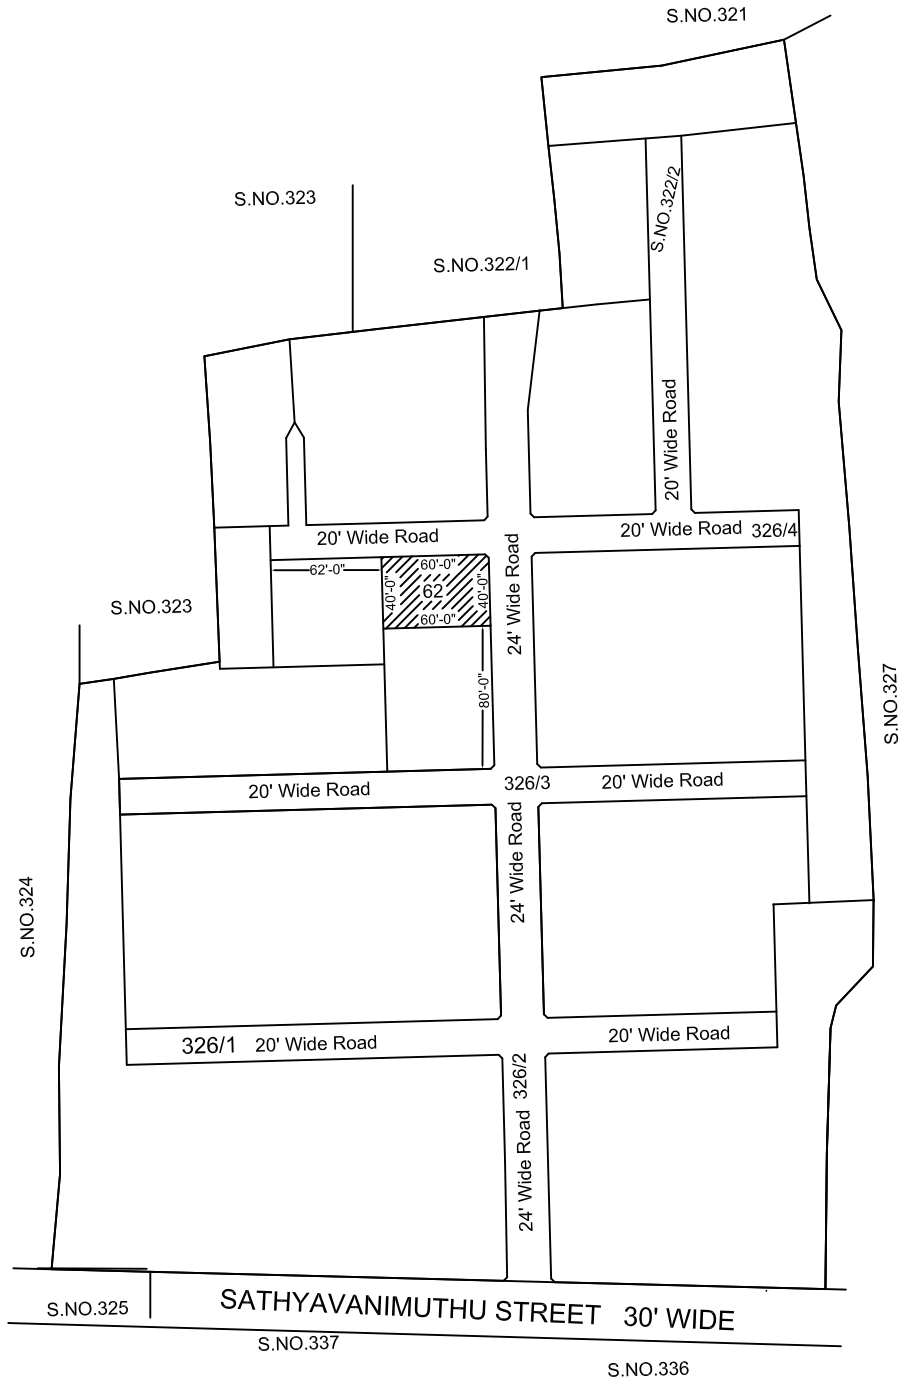 S.NO.321
S.NO.323
S.NO.322/2
S.NO.322/1
20' Wide Road
20' Wide Road
20' Wide Road
326/4
62'-0"
60'-0"
40'-0"
62
40'-0"
60'-0"
24' Wide Road
S.NO.323
80'-0"
S.NO.327
20' Wide Road
326/3
20' Wide Road
24' Wide Road
S.NO.324
326/1
20' Wide Road
20' Wide Road
326/2
24' Wide Road
SATHYAVANIMUTHU STREET 30' WIDE
S.NO.325
S.NO.337
S.NO.336